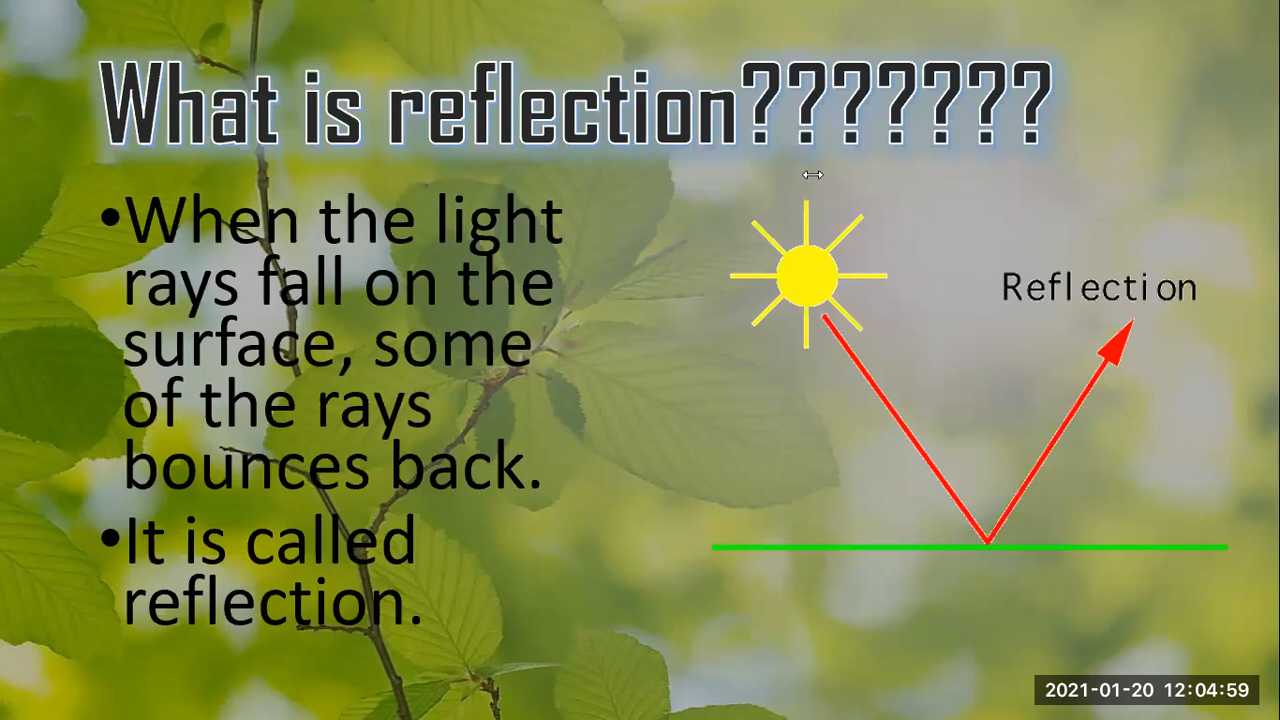 What is reflection???????
•When the light
rays fall on the
surface, some
of the rays
bounces back.
•It is called
reflection.
Reflection
2021-01-20 12:04:59